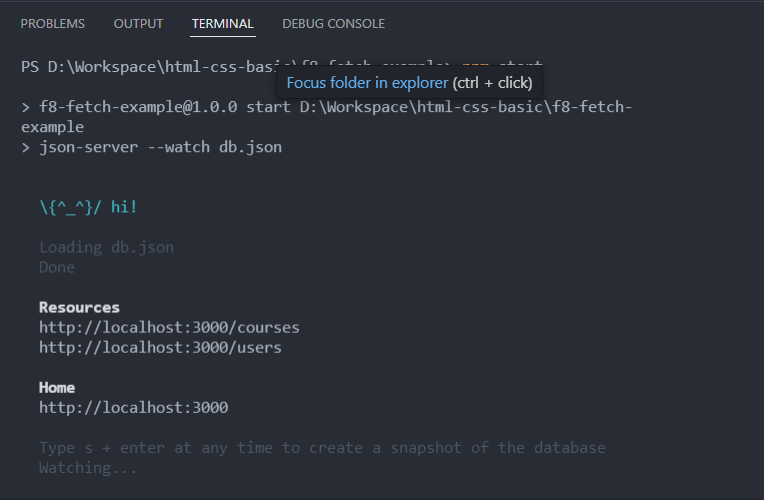 PROBLEMS OUTPUT TERMINAL DEBUG CONSOLE
PS D:\Workspace\html-css-basic\f8-fetch-example> npm start
Focus folder in explorer (ctrl + click)
> f8-fetch-example@1.0.0 start D:\Workspace\html-css-basic\f8-fetch-
example
> json-server --watch db.json
\{^_^}/ hi!
Loading db.json
Done
Resources
http://localhost:3000/courses
http://localhost:3000/users
Home
http://localhost:3000
Type s + enter at any time to create a snapshot of the database
Watching...